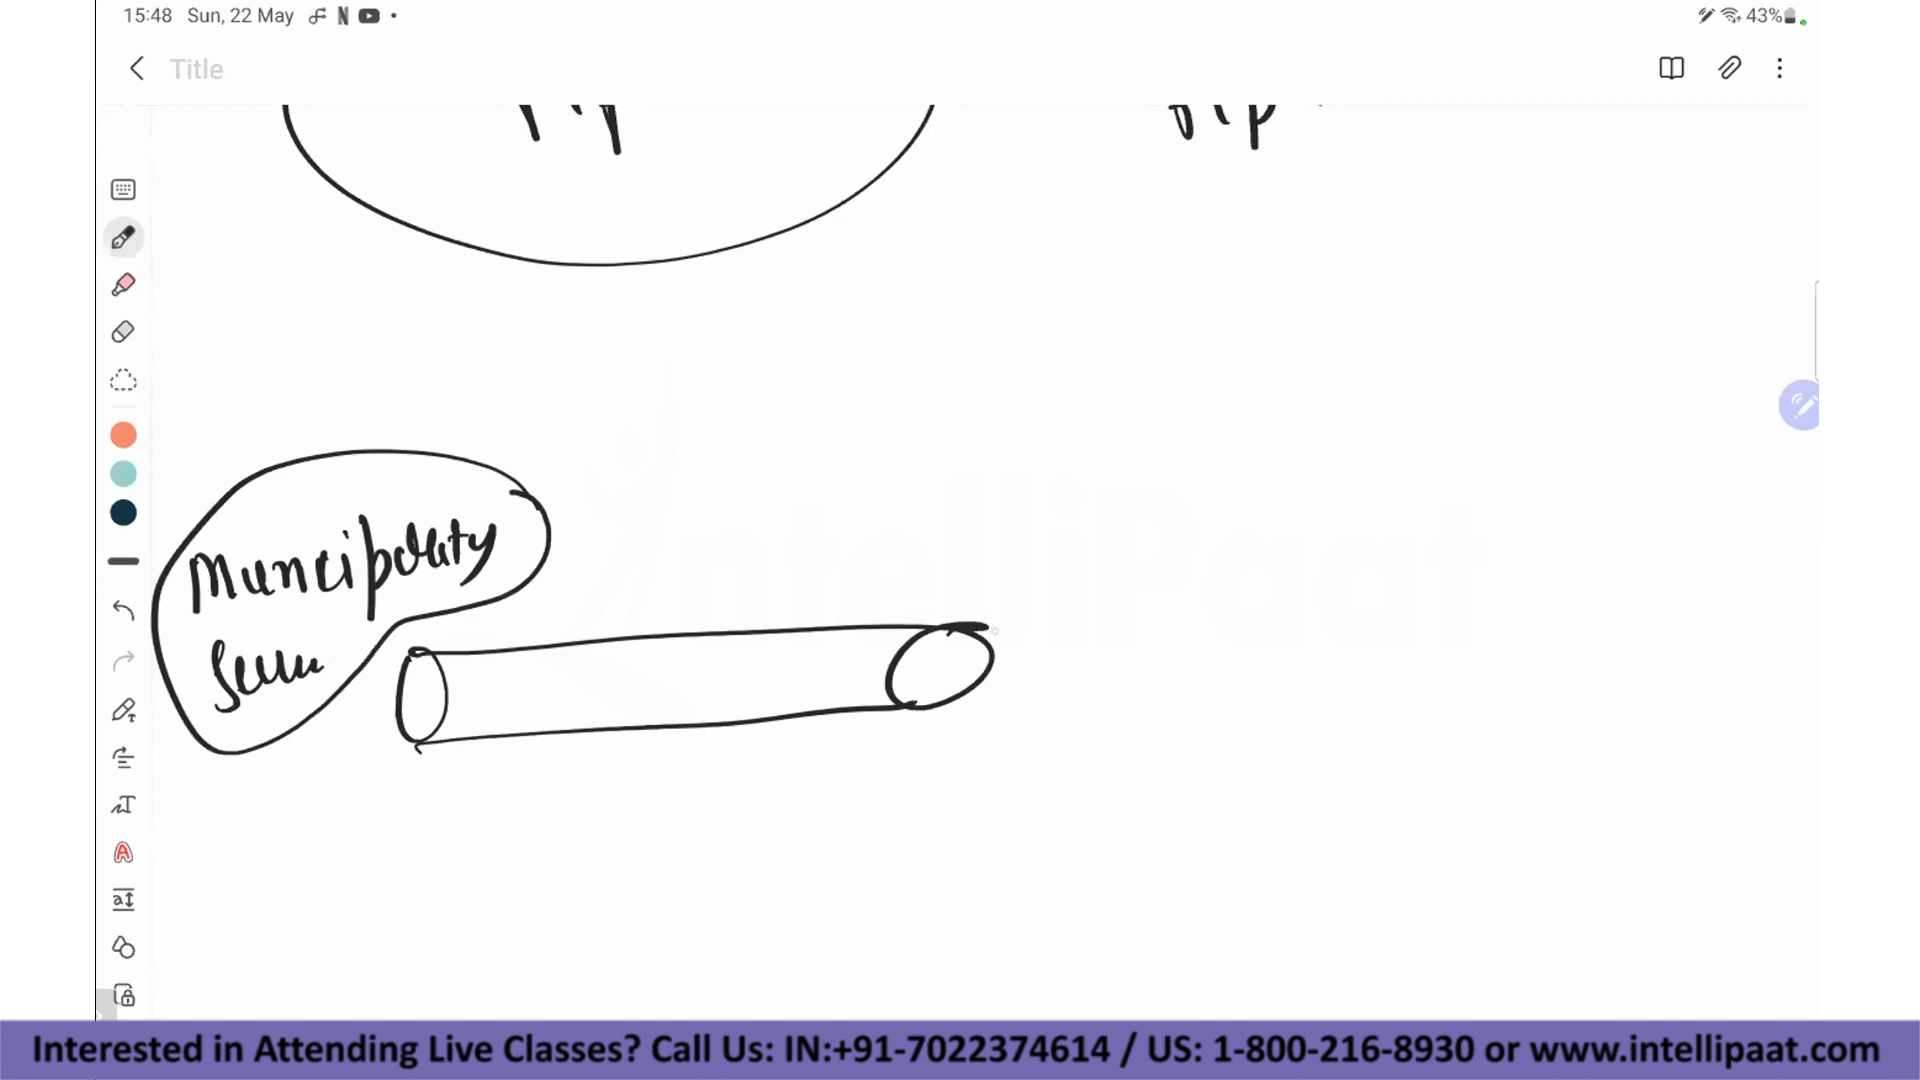 15:48 Sun, 22 May
43%
Title
Muncipality
IntelliPaat
Interested in Attending Live Classes? Call Us: IN:+91-7022374614 / US: 1-800-216-8930 or www.intellipaat.com